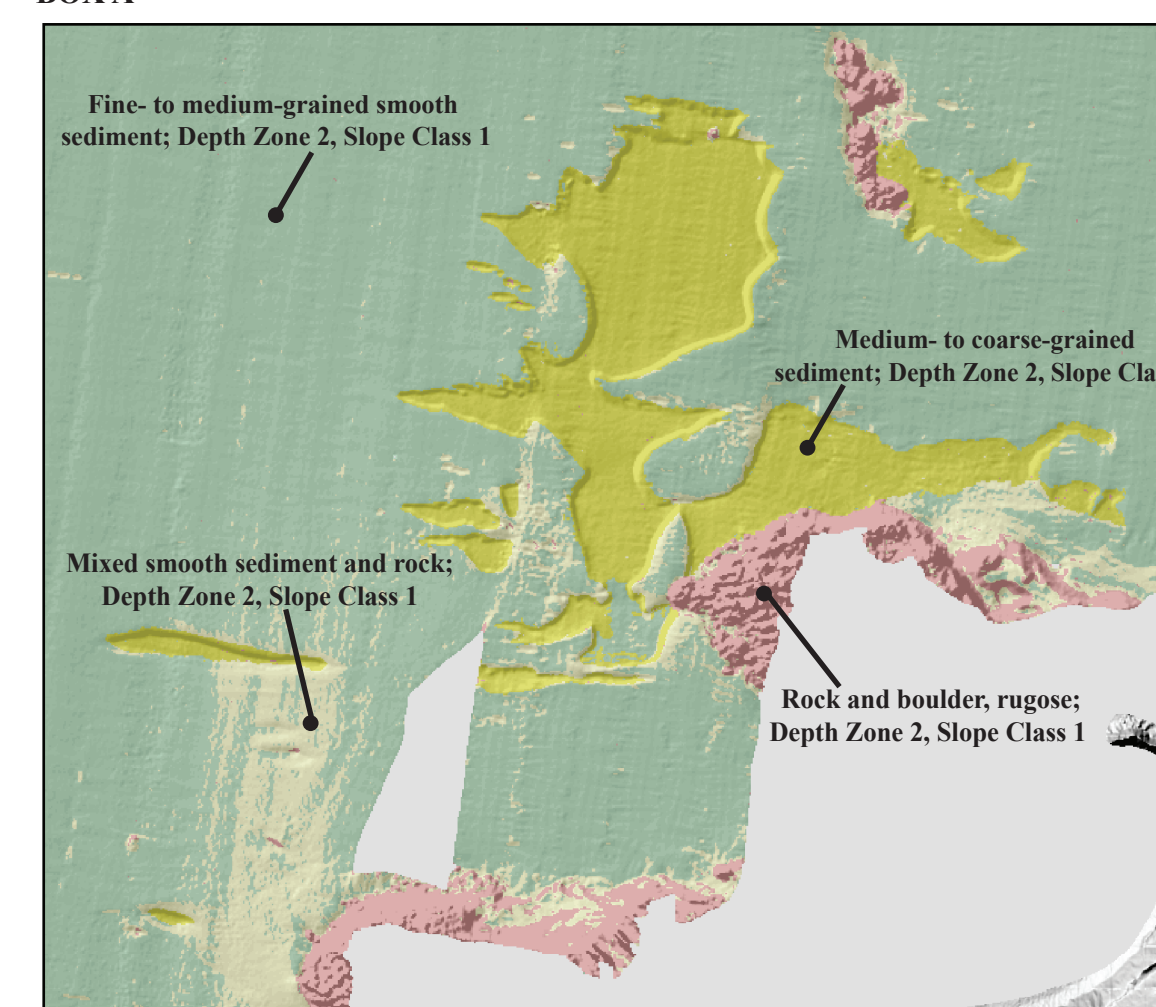 BOX A
Fine- to medium-grained smooth
sediment; Depth Zone 2, Slope Class 1
Medium- to coarse-grained
sediment; Depth Zone 2, Slope Cla
Mixed smooth sediment and rock;
Depth Zone 2, Slope Class 1
Rock and boulder, rugose;
Depth Zone 2, Slope Class 1